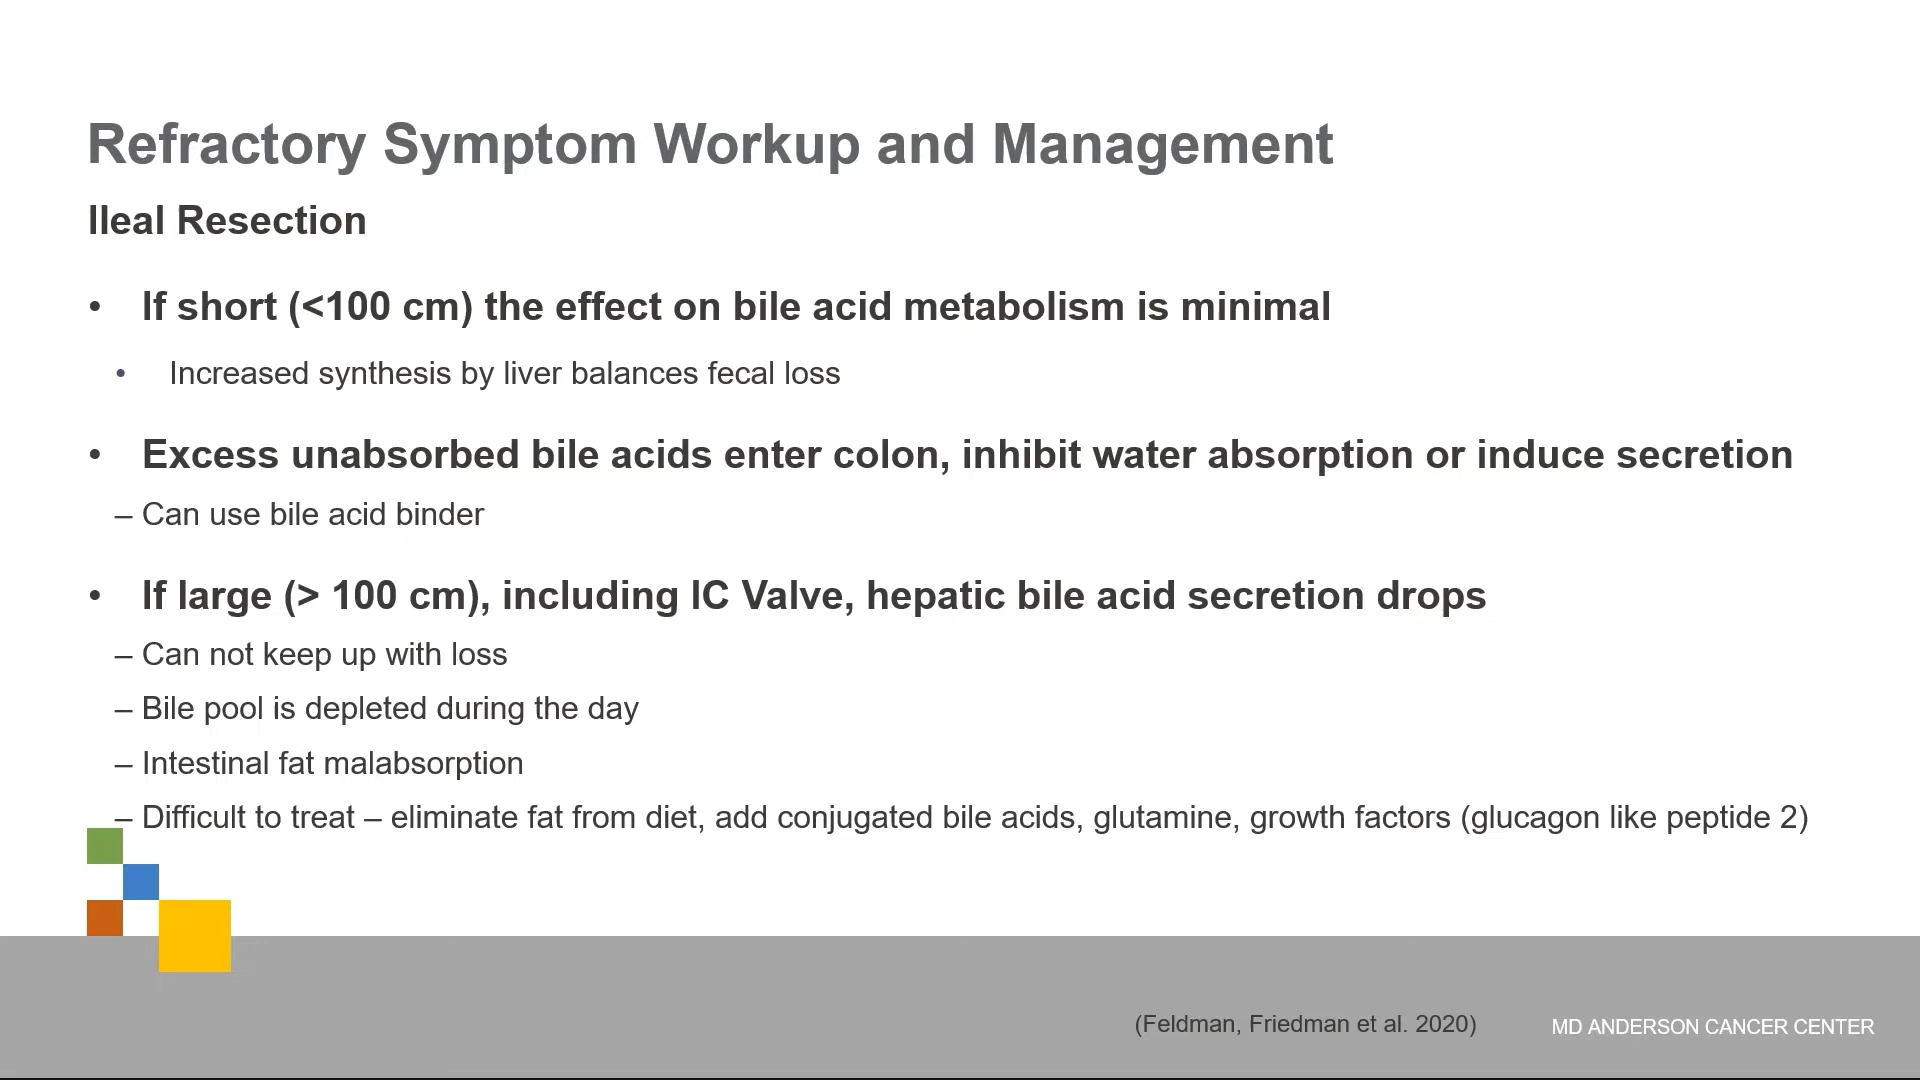 Refractory Symptom Workup and Management
Ileal Resection
• If short (<100 cm) the effect on bile acid metabolism is minimal
• Increased synthesis by liver balances fecal loss
• Excess unabsorbed bile acids enter colon, inhibit water absorption or induce secretion
– Can use bile acid binder
• If large (> 100 cm), including IC Valve, hepatic bile acid secretion drops
– Can not keep up with loss
– Bile pool is depleted during the day
– Intestinal fat malabsorption
– Difficult to treat – eliminate fat from diet, add conjugated bile acids, glutamine, growth factors (glucagon like peptide 2)
(Feldman, Friedman et al. 2020)
MD ANDERSON CANCER CENTER